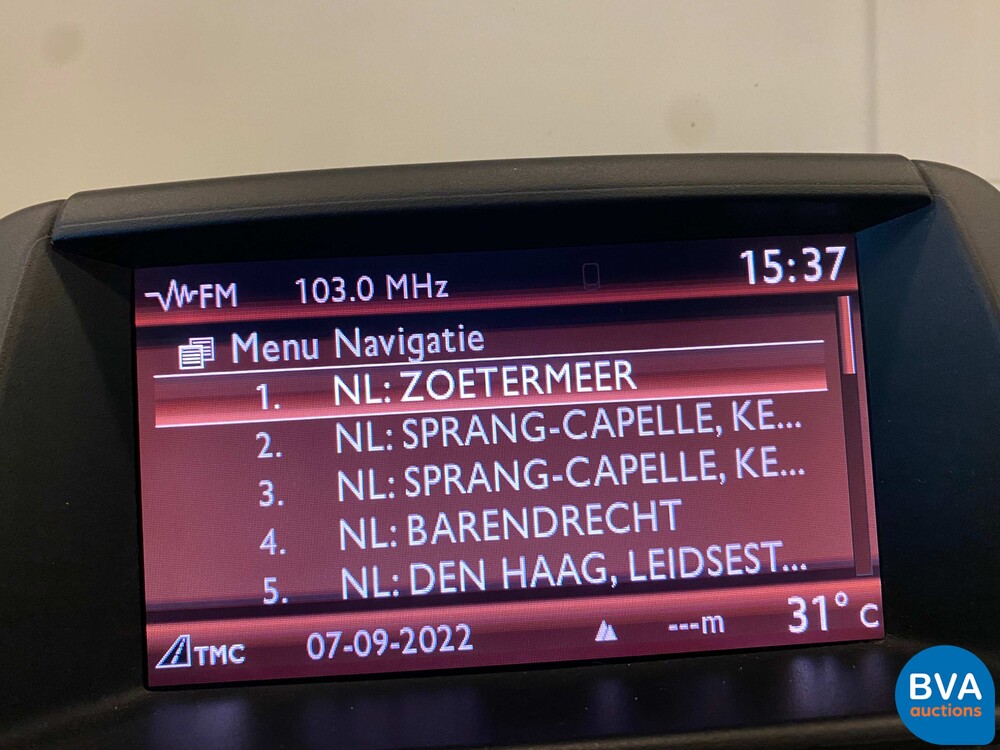 FM 103.0 MHz 15:37
Menu Navigatie
1. NL: ZOETERMEER
2. NL: SPRANG-CAPELLE, KE...
3. NL: SPRANG-CAPELLE, KE...
4. NL: BARENDRECHT
5. NL: DEN HAAG, LEIDSEST...
TMC 07-09-2022 ---m 31° C
BVA
auctions